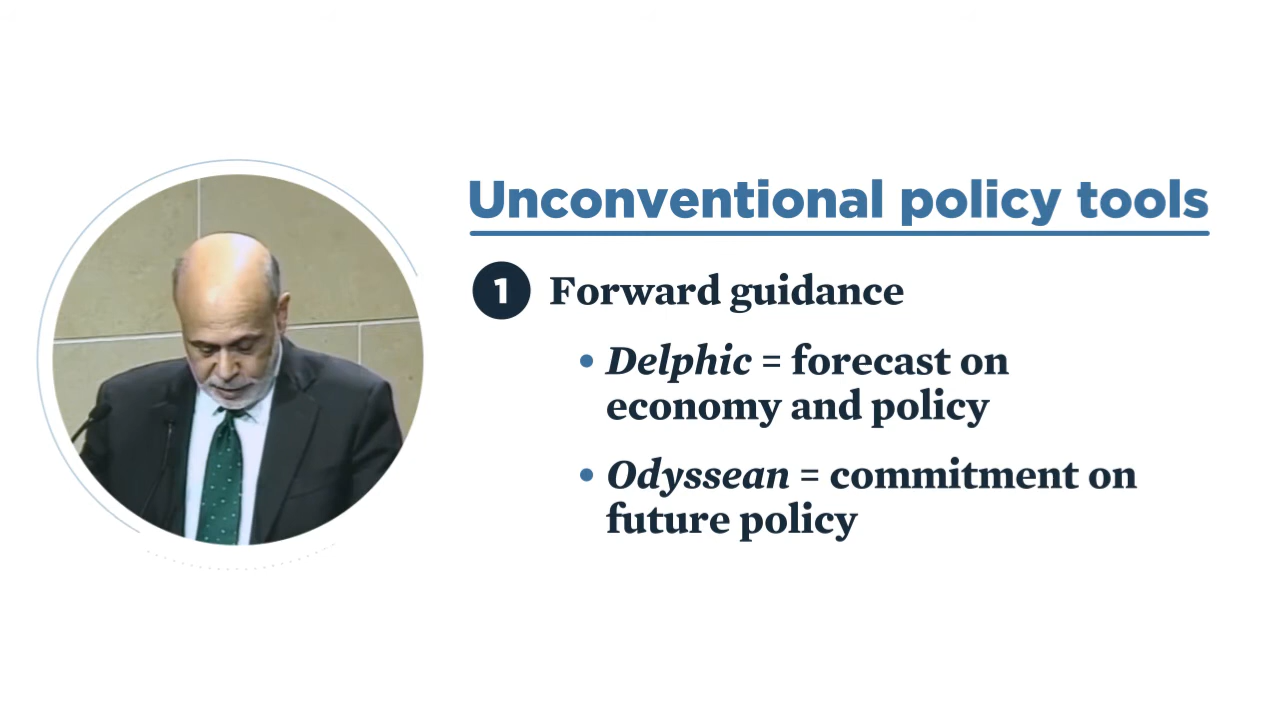 Unconventional policy tools
1 Forward guidance
• Delphic = forecast on
economy and policy
• Odyssean = commitment on
future policy